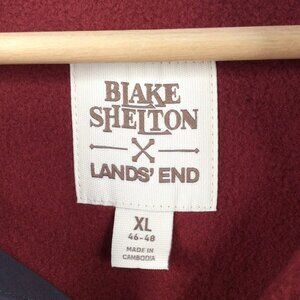 BLAKE
SHELTON
LANDS' END
XL
46-48
MADE IN
CAMBODIA